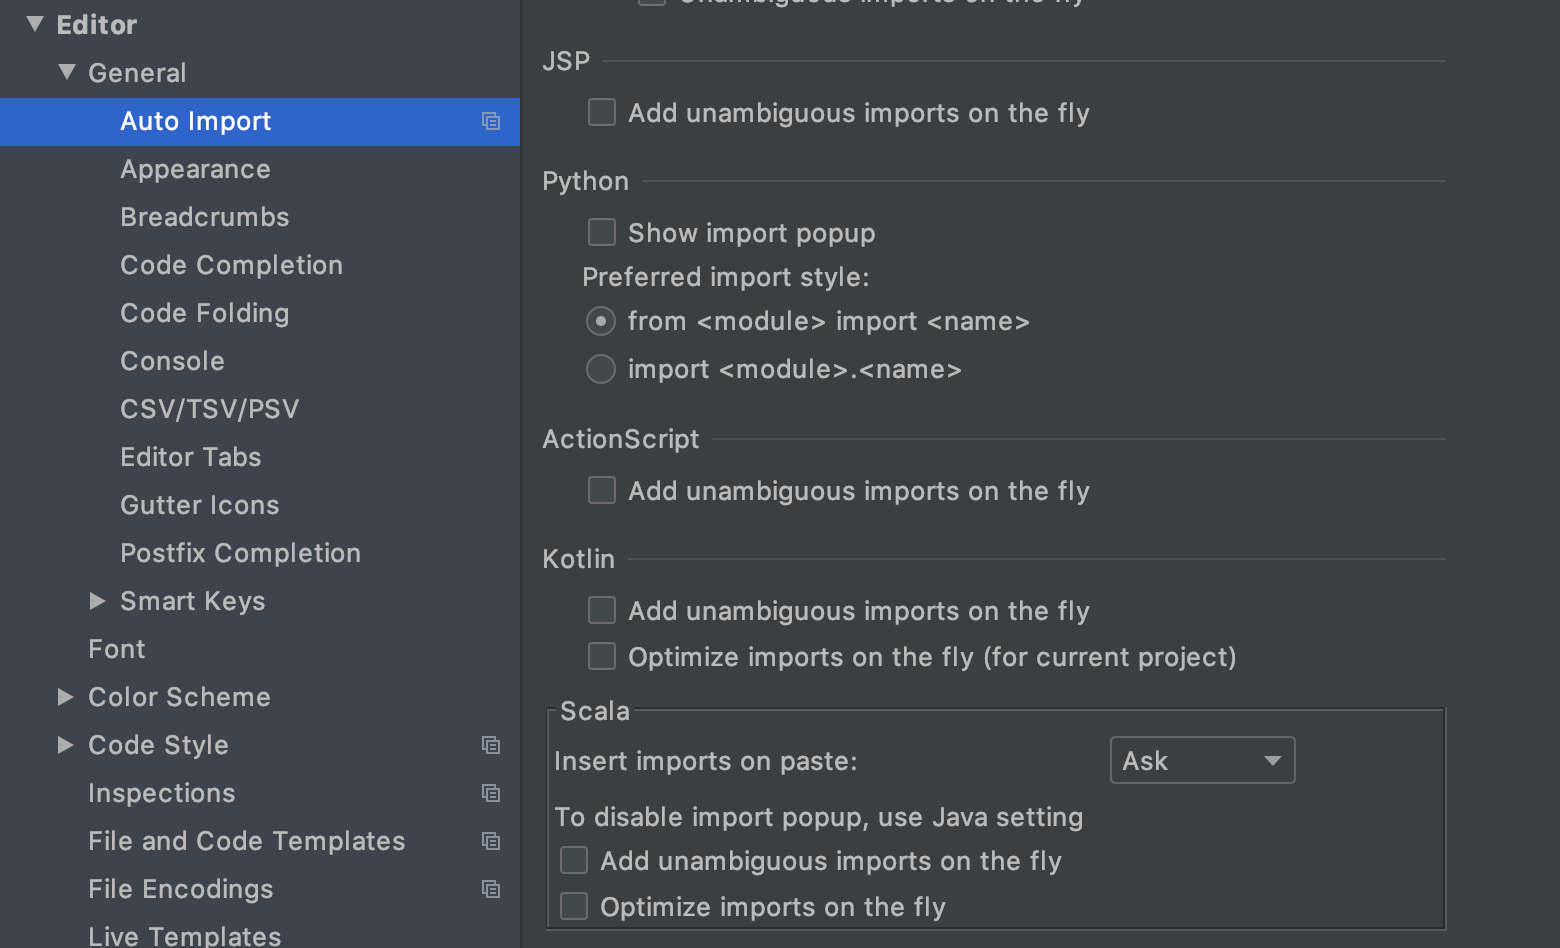 Editor
General
Auto Import
Appearance
Breadcrumbs
Code Completion
Code Folding
Console
CSV/TSV/PSV
Editor Tabs
Gutter Icons
Postfix Completion
Smart Keys
Font
Color Scheme
Code Style
Inspections
File and Code Templates
File Encodings
Live Templates
imports on the fly
JSP
Add unambiguous imports on the fly
Python
Show import popup
Preferred import style:
from <module> import <name>
import <module>.<name>
ActionScript
Add unambiguous imports on the fly
Kotlin
Add unambiguous imports on the fly
Optimize imports on the fly (for current project)
Scala
Insert imports on paste: Ask
To disable import popup, use Java setting
Add unambiguous imports on the fly
Optimize imports on the fly